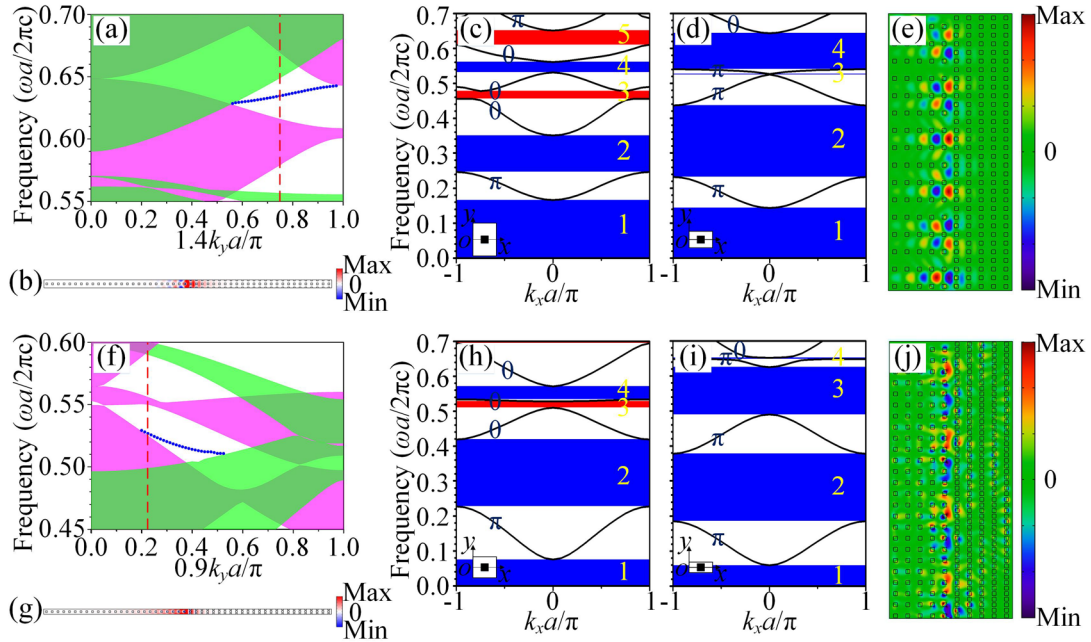 (a)
Frequency (ωa/2πc)
0.70
0.65
0.60
0.55
0.0 0.2 0.4 0.6 0.8 1.0
1.4kya/π
(b)
Max
0
Min
(c)
Frequency (ωa/2πc)
0.7
0.6
0.5
0.4
0.3
0.2
0.1
0.0
π
5
0
4
0
3
0
2
π
1
y
o x
-1 0 1
kxa/π
(d)
0
4
π
3
π
2
π
1
y
o x
-1 0 1
kxa/π
(e)
Max
0
Min
(f)
Frequency (ωa/2πc)
0.60
0.55
0.50
0.45
0.0 0.2 0.4 0.6 0.8 1.0
0.9kya/π
(g)
Max
0
Min
(h)
Frequency (ωa/2πc)
0.7
0.6
0.5
0.4
0.3
0.2
0.1
0.0
0
4
0
3
0
2
π
1
y
o x
-1 0 1
kxa/π
(i)
0
π
4
3
π
2
π
1
y
o x
-1 0 1
kxa/π
(j)
Max
0
Min